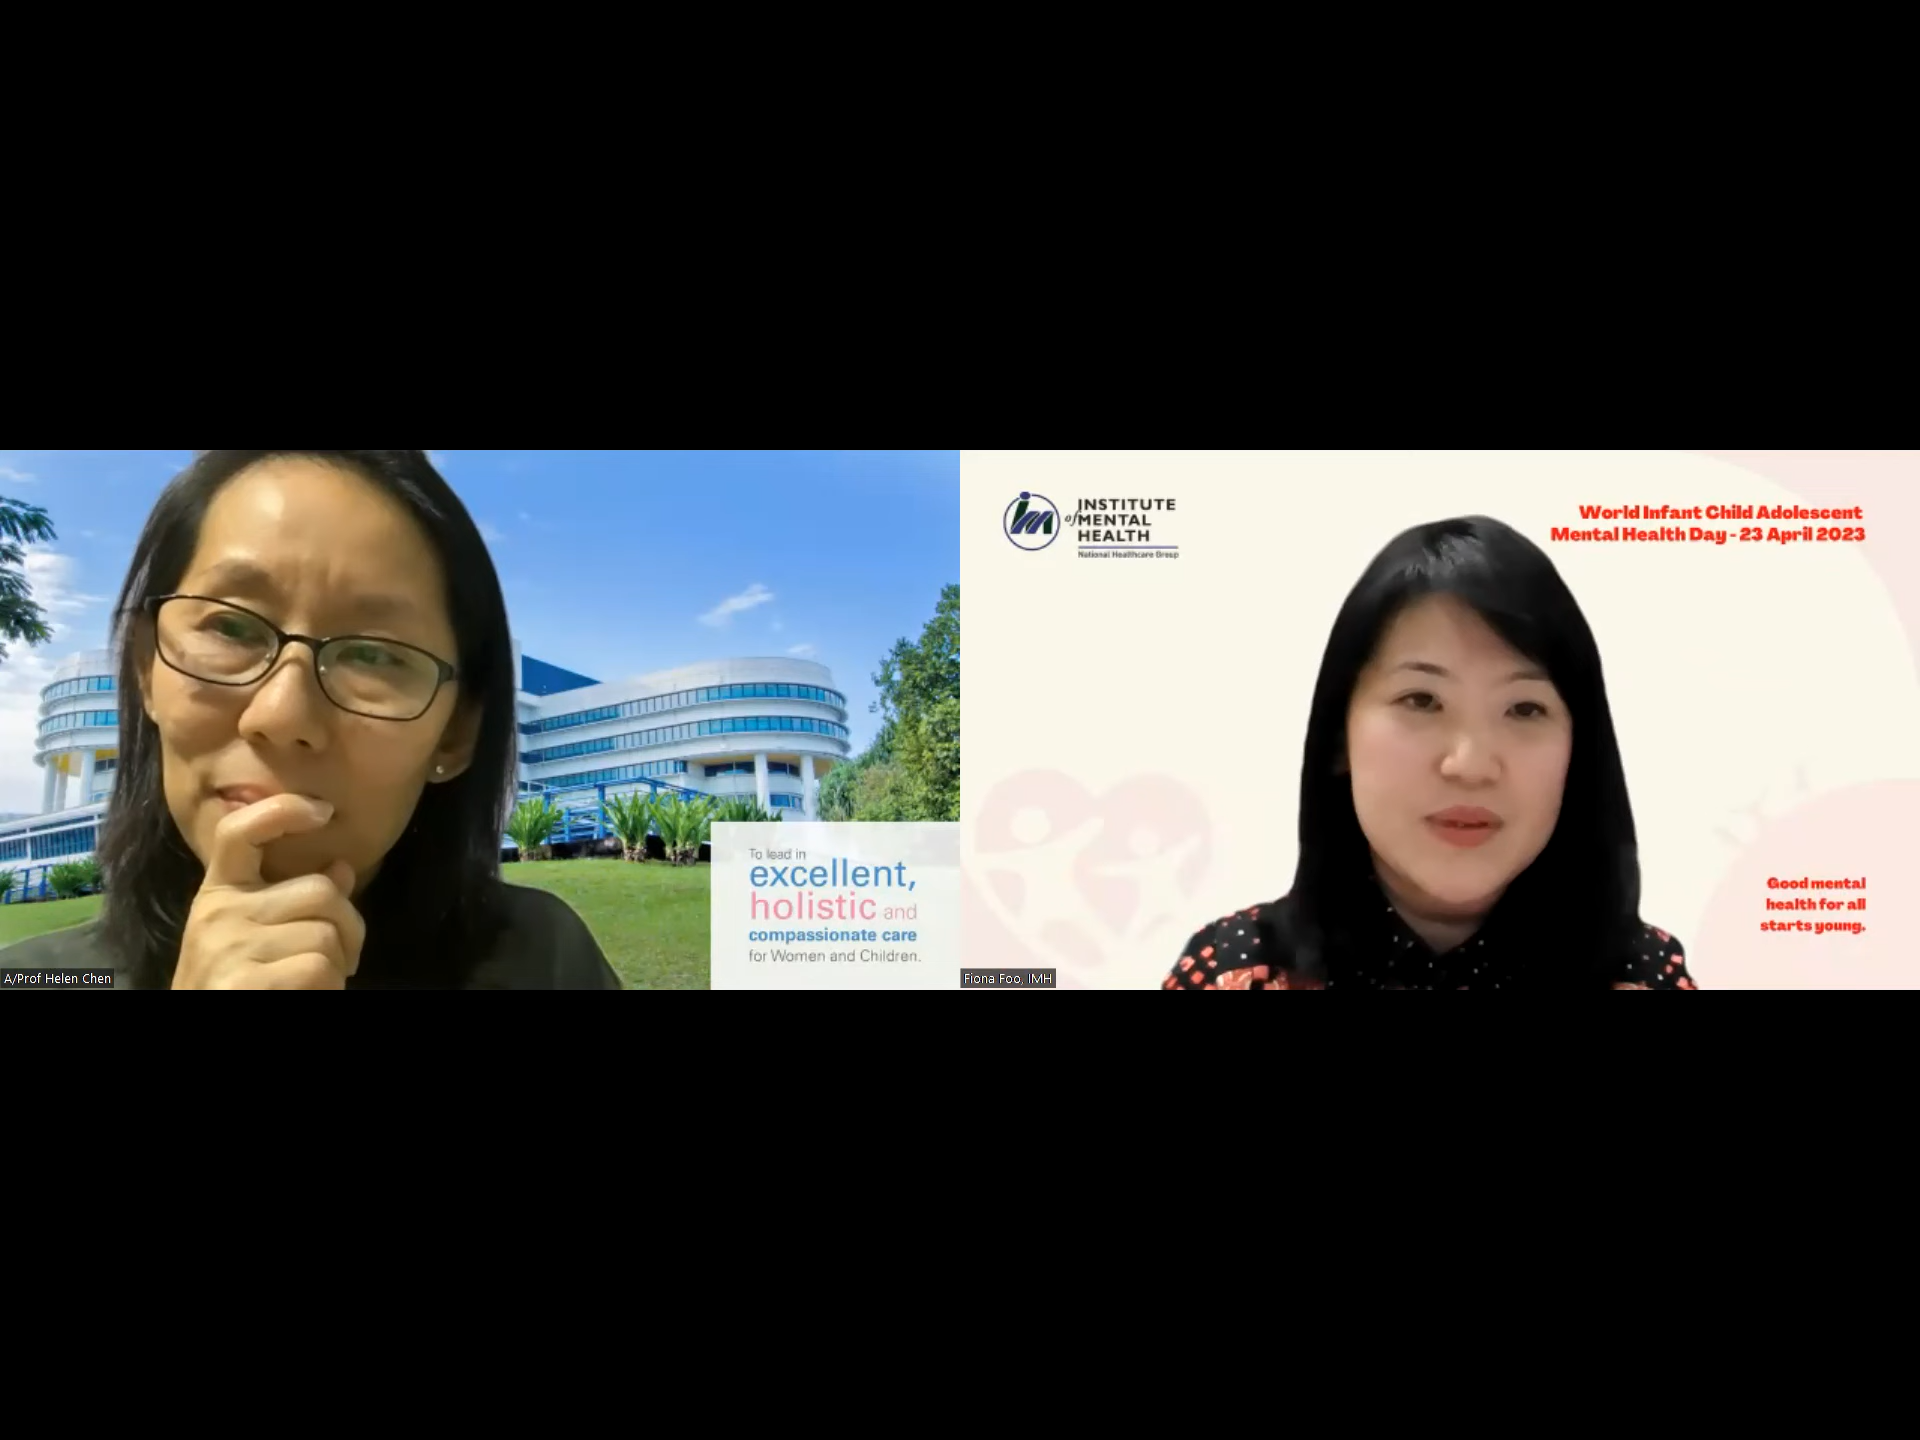 To lead in
excellent,
holistic and
compassionate care
for Women and Children.
A/Prof Helen Chen
INSTITUTE
of MENTAL
HEALTH
National Healthcare Group
World Infant Child Adolescent
Mental Health Day - 23 April 2023
Good mental
health for all
starts young.
Fiona Foo, IMH